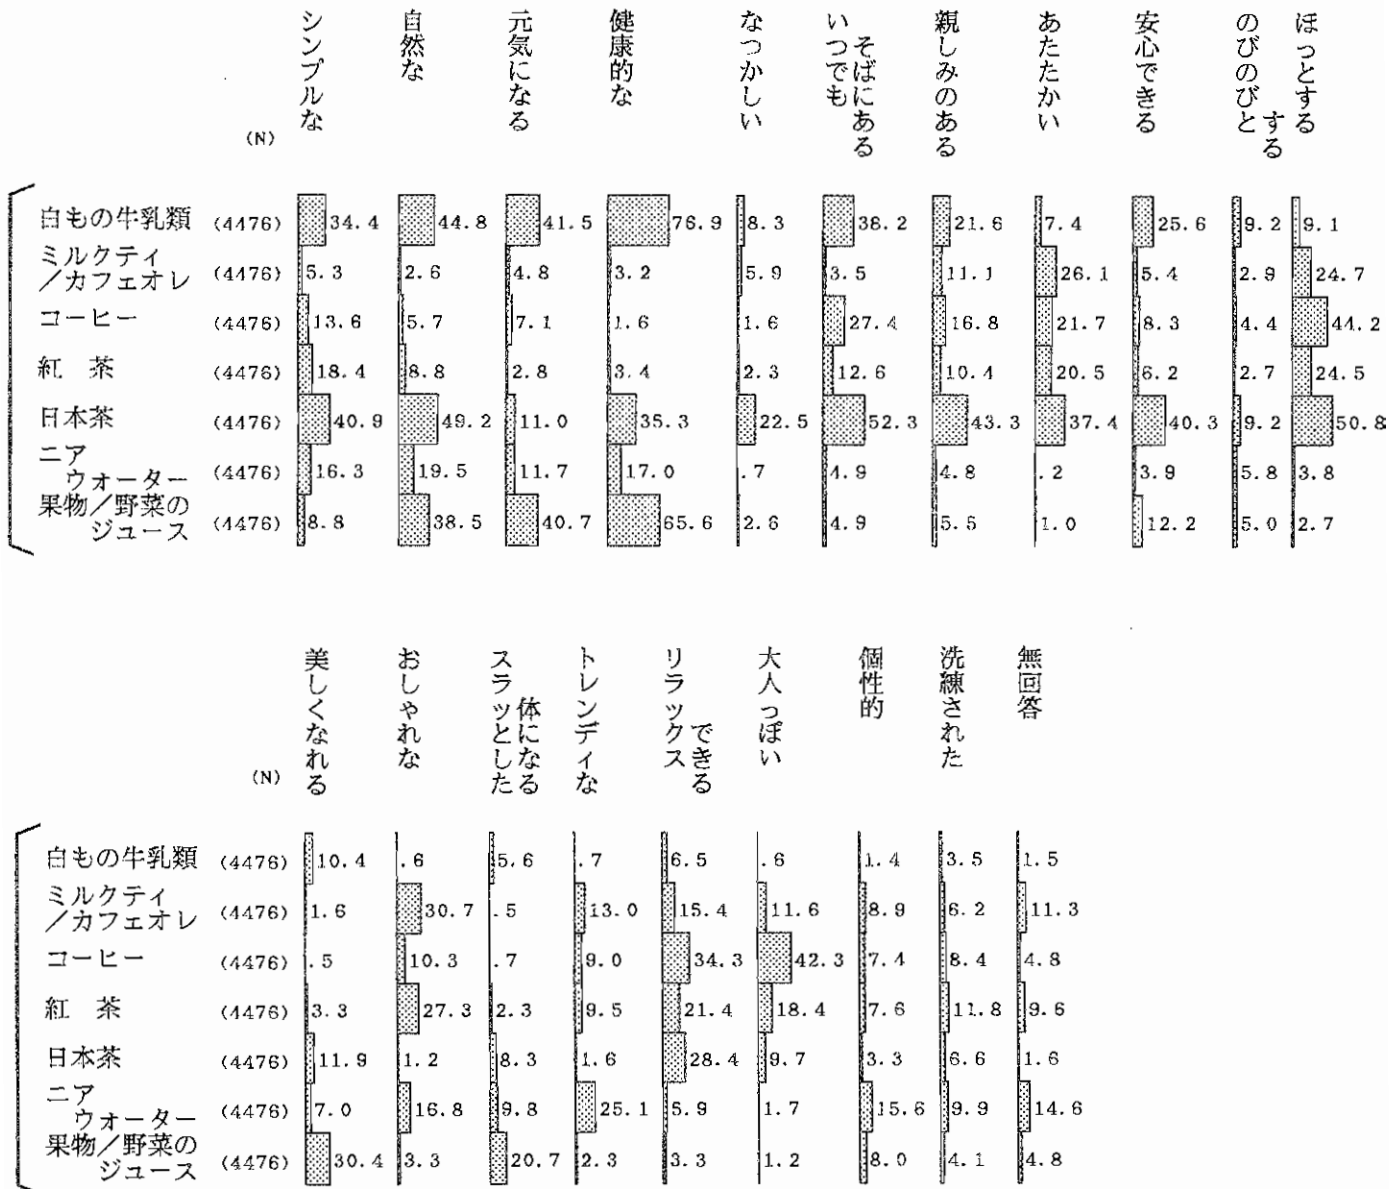 (N) シンプルな 自然な 元気になる 健康的な なつかしい いつでもそばにある 親しみのある あたたかい 安心できる のびのびとする ほっとする
白もの牛乳類 (4476) 34.4 44.8 41.5 76.9 8.3 38.2 21.6 7.4 25.6 9.2 9.1
ミルクティ
／カフェオレ (4476) 5.3 2.6 4.8 3.2 5.9 3.5 11.1 26.1 5.4 2.9 24.7
コーヒー (4476) 13.6 5.7 7.1 1.6 1.6 27.4 16.8 21.7 8.3 4.4 44.2
紅 茶 (4476) 18.4 8.8 2.8 3.4 2.3 12.6 10.4 20.5 6.2 2.7 24.5
日本茶 (4476) 40.9 49.2 11.0 35.3 22.5 52.3 43.3 37.4 40.3 9.2 50.8
ニア
ウォーター (4476) 16.3 19.5 11.7 17.0 .7 4.9 4.8 .2 3.9 5.8 3.8
果物／野菜の
ジュース (4476) 8.8 38.5 40.7 65.6 2.6 4.9 5.5 1.0 12.2 5.0 2.7
(N) 美しくなれる おしゃれな スラッとした体になる トレンディな リラックスできる 大人っぽい 個性的 洗練された 無回答
白もの牛乳類 (4476) 10.4 .6 5.6 .7 6.5 .6 1.4 3.5 1.5
ミルクティ
／カフェオレ (4476) 1.6 30.7 .5 13.0 15.4 11.6 8.9 6.2 11.3
コーヒー (4476) .5 10.3 .7 9.0 34.3 42.3 7.4 8.4 4.8
紅 茶 (4476) 3.3 27.3 2.3 9.5 21.4 18.4 7.6 11.8 9.6
日本茶 (4476) 11.9 1.2 8.3 1.6 28.4 9.7 3.3 6.6 1.6
ニア
ウォーター (4476) 7.0 16.8 9.8 25.1 5.9 1.7 15.6 9.9 14.6
果物／野菜の
ジュース (4476) 30.4 3.3 20.7 2.3 3.3 1.2 8.0 4.1 4.8